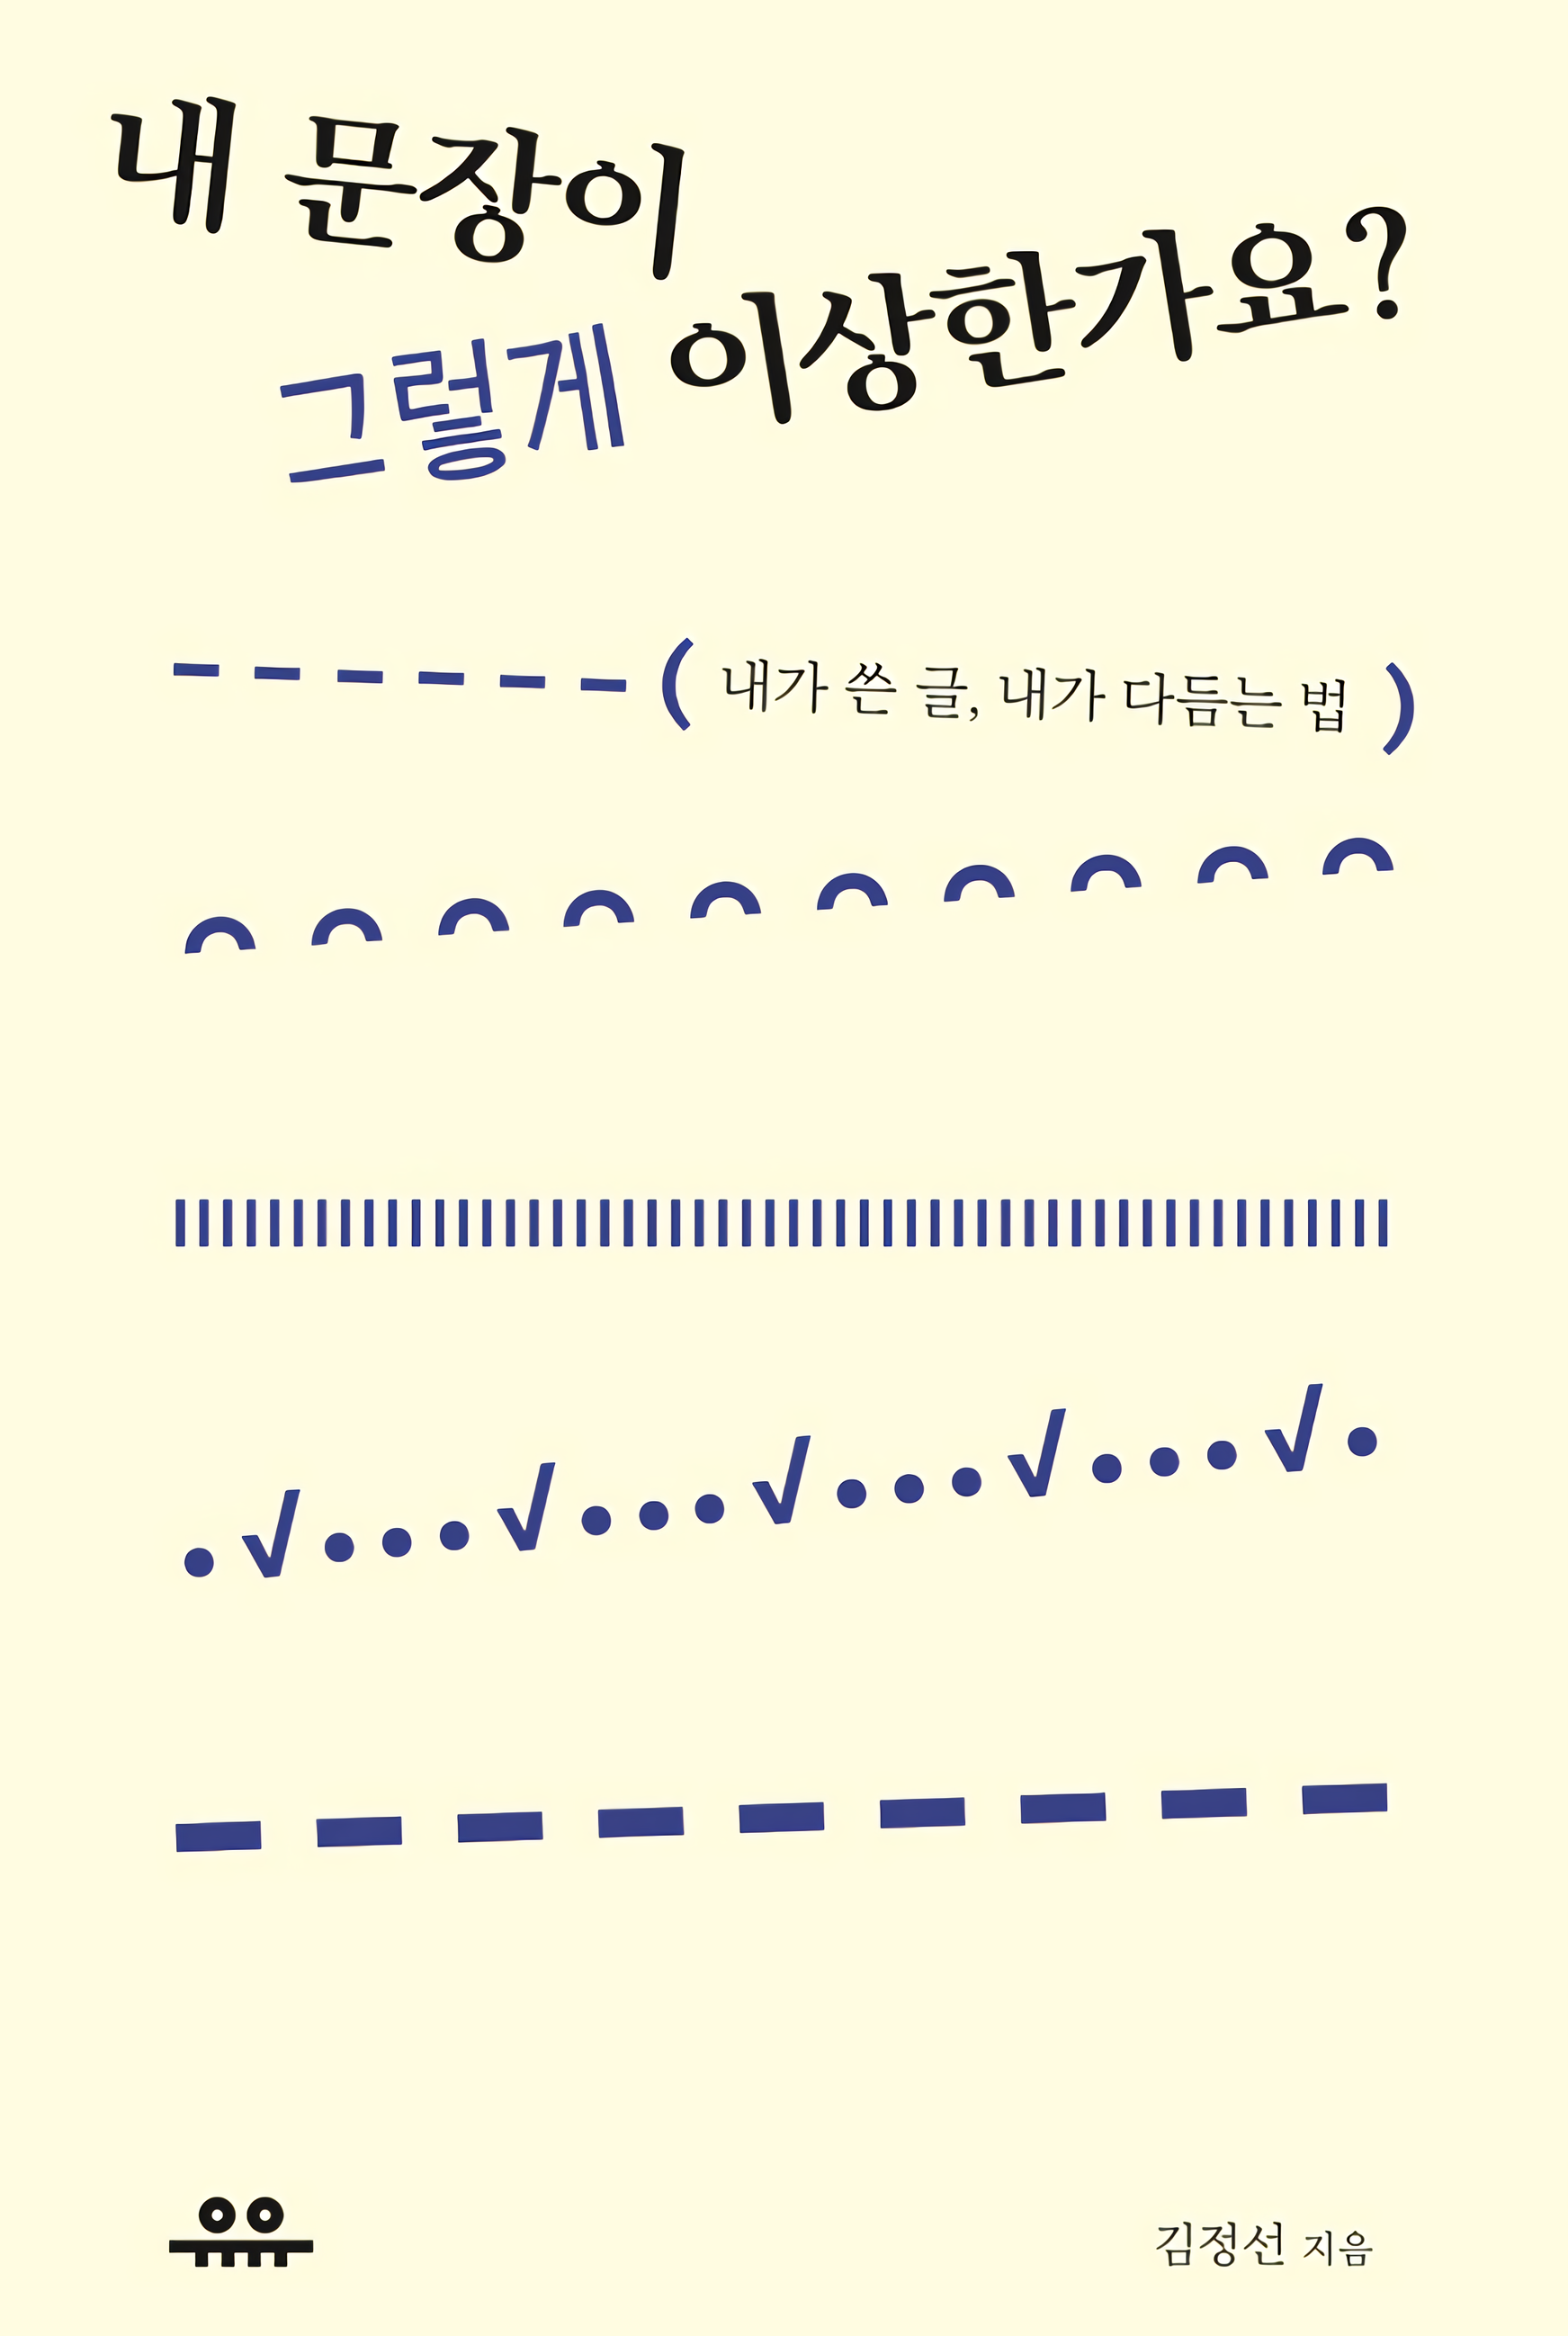 내 문장이
그렇게 이상한가요?
(내가 쓴 글, 내가 다듬는 법)
김정선 지음